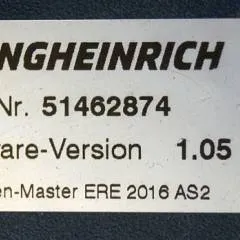 NGHEINRICH
Nr. 51462874
are-Version 1.05
en-Master ERE 2016 AS2